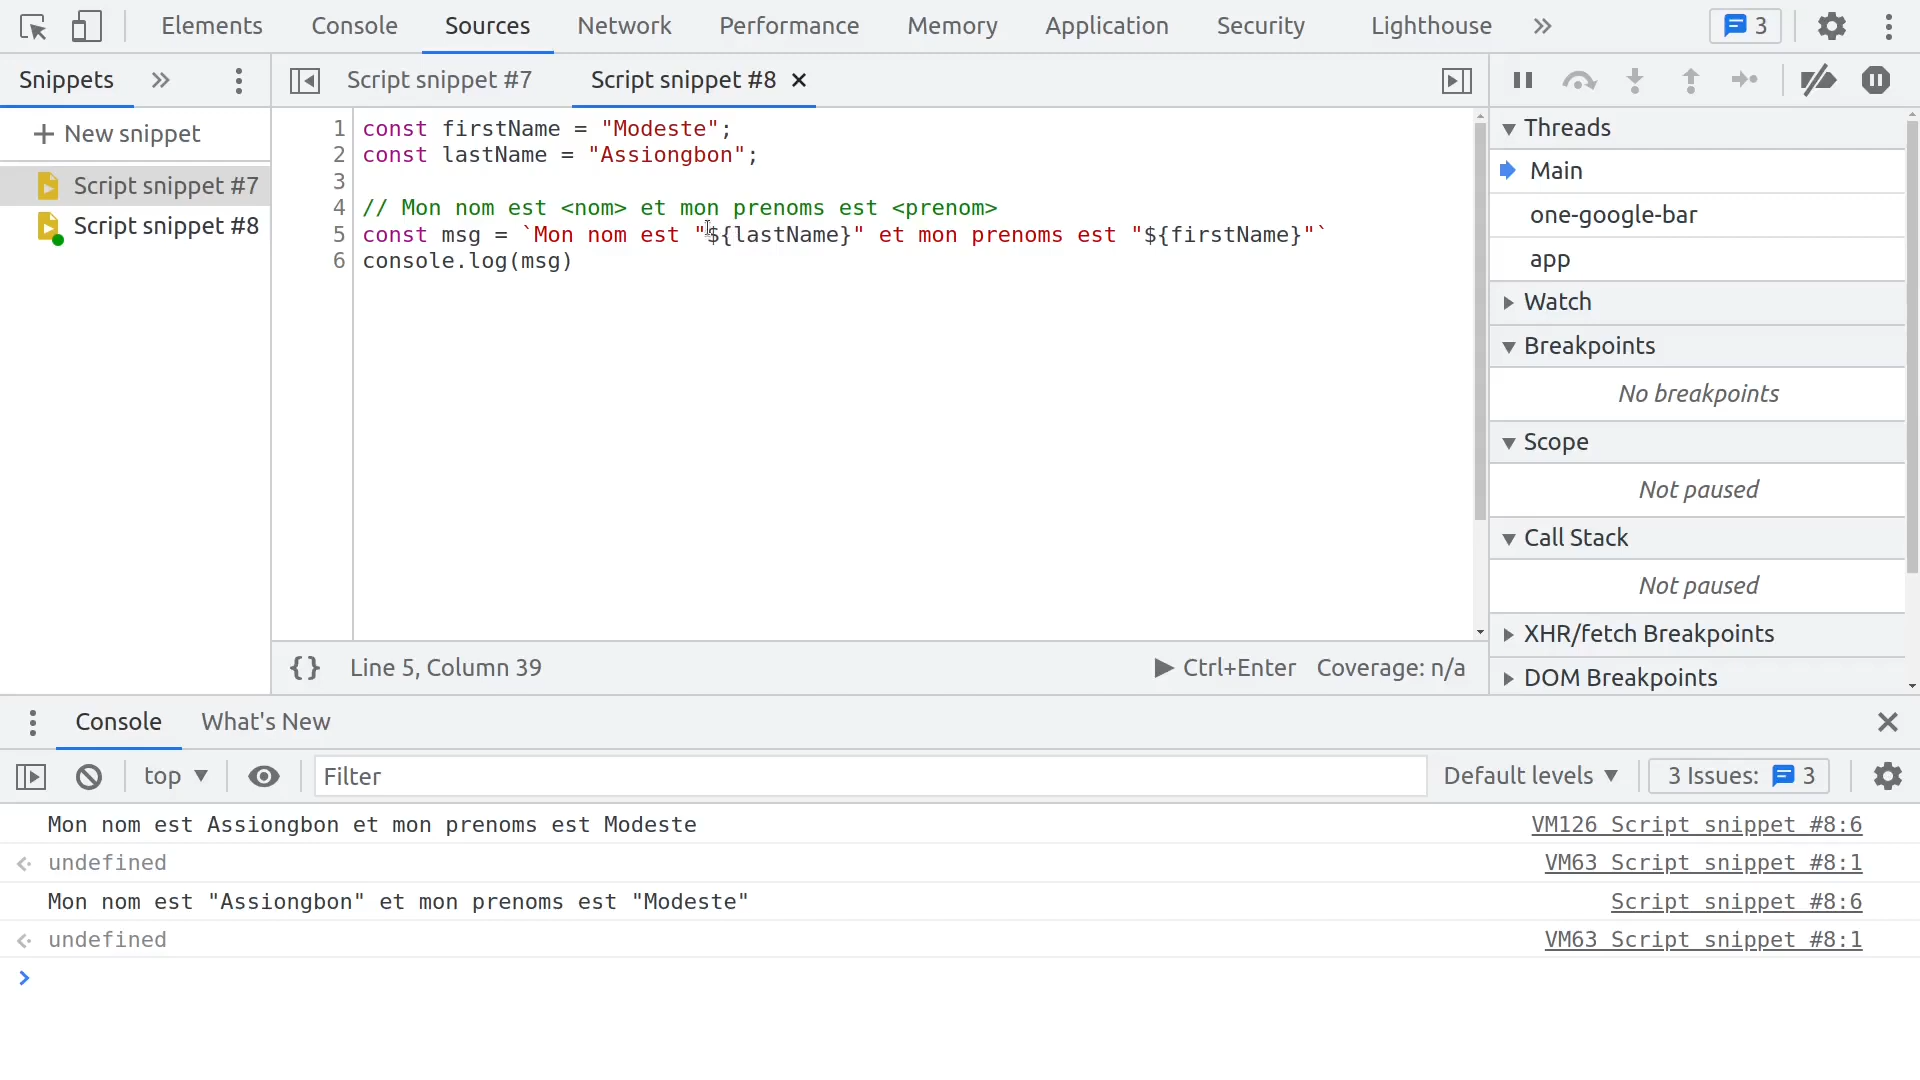 Elements Console Sources Network Performance Memory Application Security Lighthouse 3
Snippets Script snippet #7 Script snippet #8
New snippet
Script snippet #7
Script snippet #8
1 const firstName = "Modeste";
2 const lastName = "Assiongbon";
3
4 // Mon nom est <nom> et mon prenoms est <prenom>
5 const msg = `Mon nom est "${lastName}" et mon prenoms est "${firstName}"`
6 console.log(msg)
{} Line 5, Column 39 Ctrl+Enter Coverage: n/a
Threads
Main
one-google-bar
app
Watch
Breakpoints
No breakpoints
Scope
Not paused
Call Stack
Not paused
XHR/fetch Breakpoints
DOM Breakpoints
Console What's New
top Filter Default levels 3 Issues: 3
Mon nom est Assiongbon et mon prenoms est Modeste VM126 Script snippet #8:6
undefined VM63 Script snippet #8:1
Mon nom est "Assiongbon" et mon prenoms est "Modeste" Script snippet #8:6
undefined VM63 Script snippet #8:1